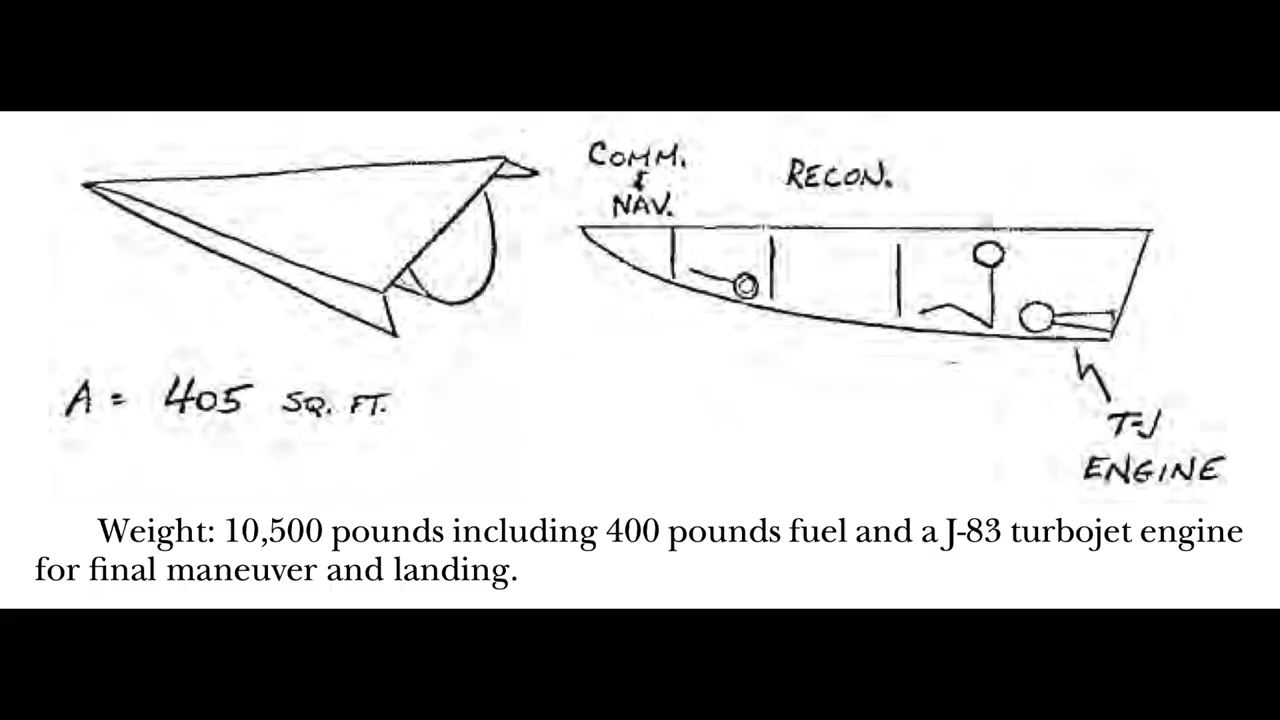 COMM.
&
NAV.
RECON.
A = 405 SQ. FT.
T-J
ENGINE
Weight: 10,500 pounds including 400 pounds fuel and a J-83 turbojet engine
for final maneuver and landing.